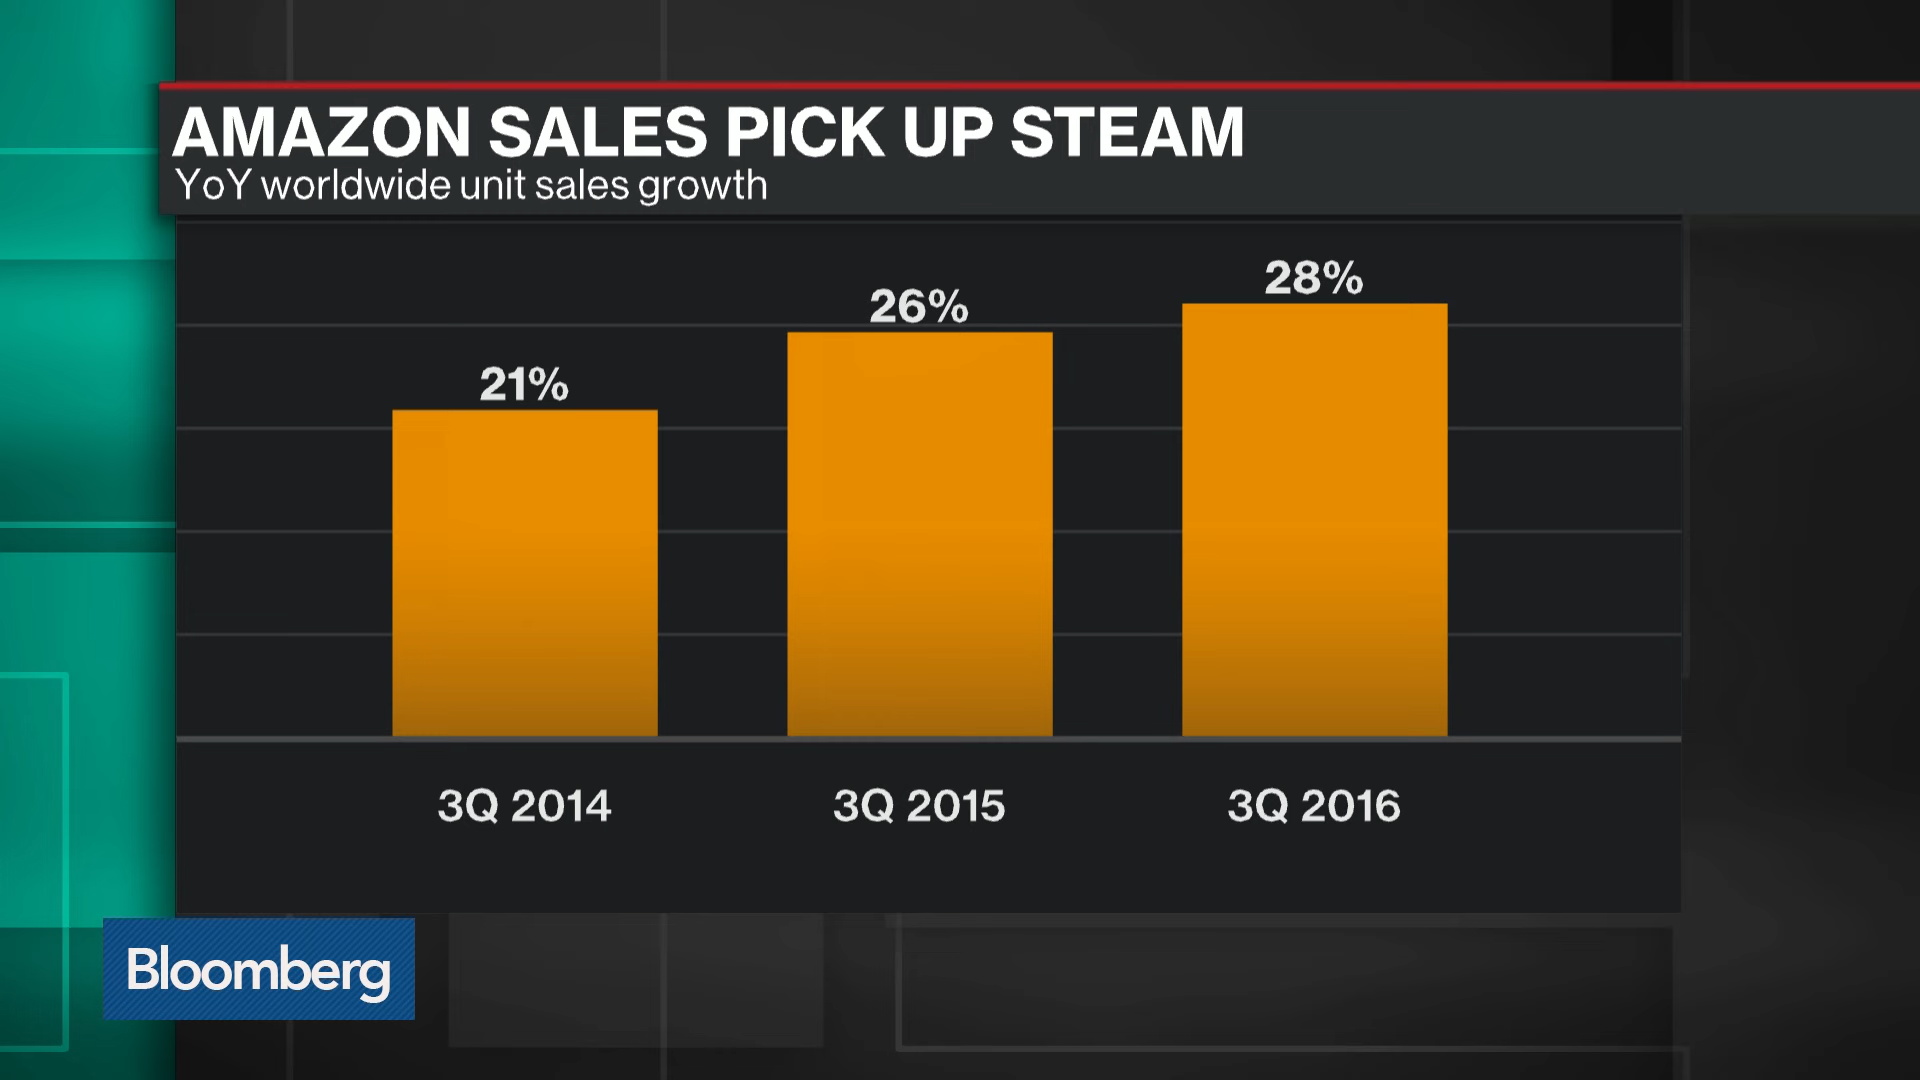 AMAZON SALES PICK UP STEAM
YoY worldwide unit sales growth
21%
26%
28%
3Q 2014
3Q 2015
3Q 2016
Bloomberg